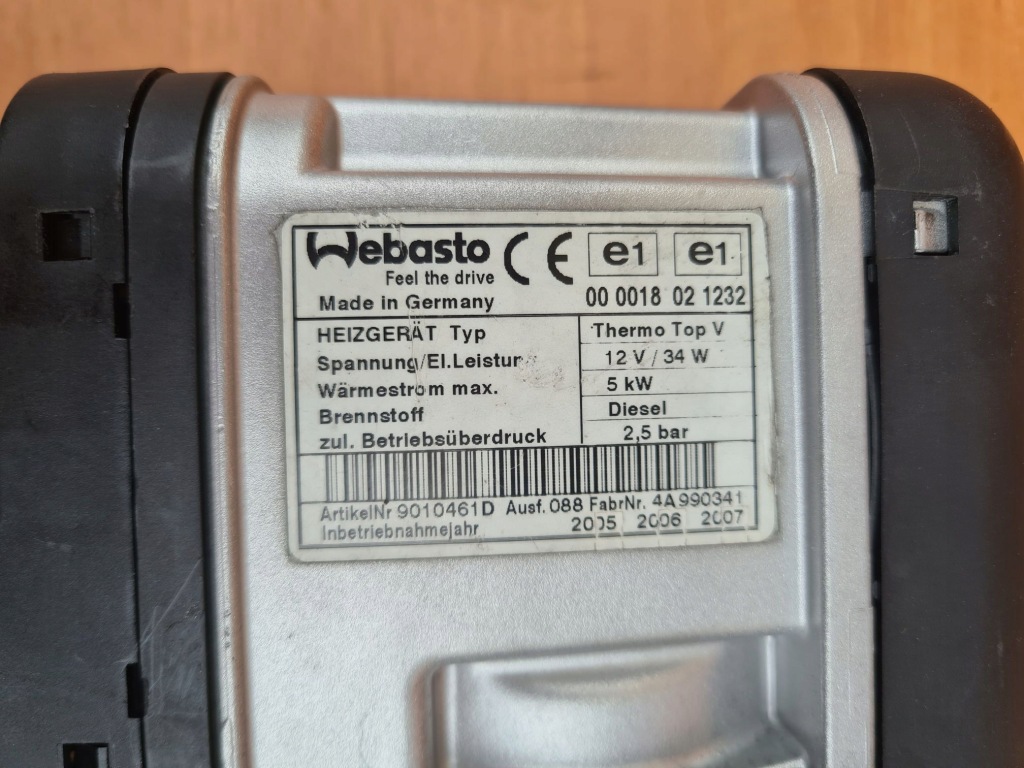 Webasto
Feel the drive
CE e1 e1
Made in Germany 00 0018 02 1232
HEIZGERÄT Typ Thermo Top V
Spannung/El.Leistung 12 V / 34 W
Wärmestrom max. 5 kW
Brennstoff Diesel
zul. Betriebsüberdruck 2,5 bar
ArtikelNr 9010461D Ausf. 088 FabrNr. 4A990341
Inbetriebnahmejahr 2005 2006 2007